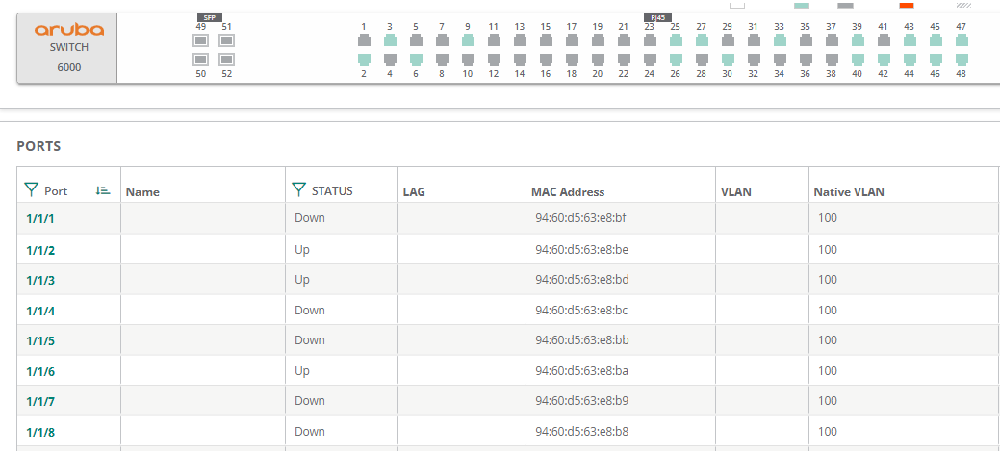 SFP RJ45
49 51 1 3 5 7 9 11 13 15 17 19 21 23 25 27 29 31 33 35 37 39 41 43 45 47
aruba
SWITCH
6000
50 52 2 4 6 8 10 12 14 16 18 20 22 24 26 28 30 32 34 36 38 40 42 44 46 48
PORTS
Port Name STATUS LAG MAC Address VLAN Native VLAN
1/1/1 Down 94:60:d5:63:e8:bf 100
1/1/2 Up 94:60:d5:63:e8:be 100
1/1/3 Up 94:60:d5:63:e8:bd 100
1/1/4 Down 94:60:d5:63:e8:bc 100
1/1/5 Down 94:60:d5:63:e8:bb 100
1/1/6 Up 94:60:d5:63:e8:ba 100
1/1/7 Down 94:60:d5:63:e8:b9 100
1/1/8 Down 94:60:d5:63:e8:b8 100